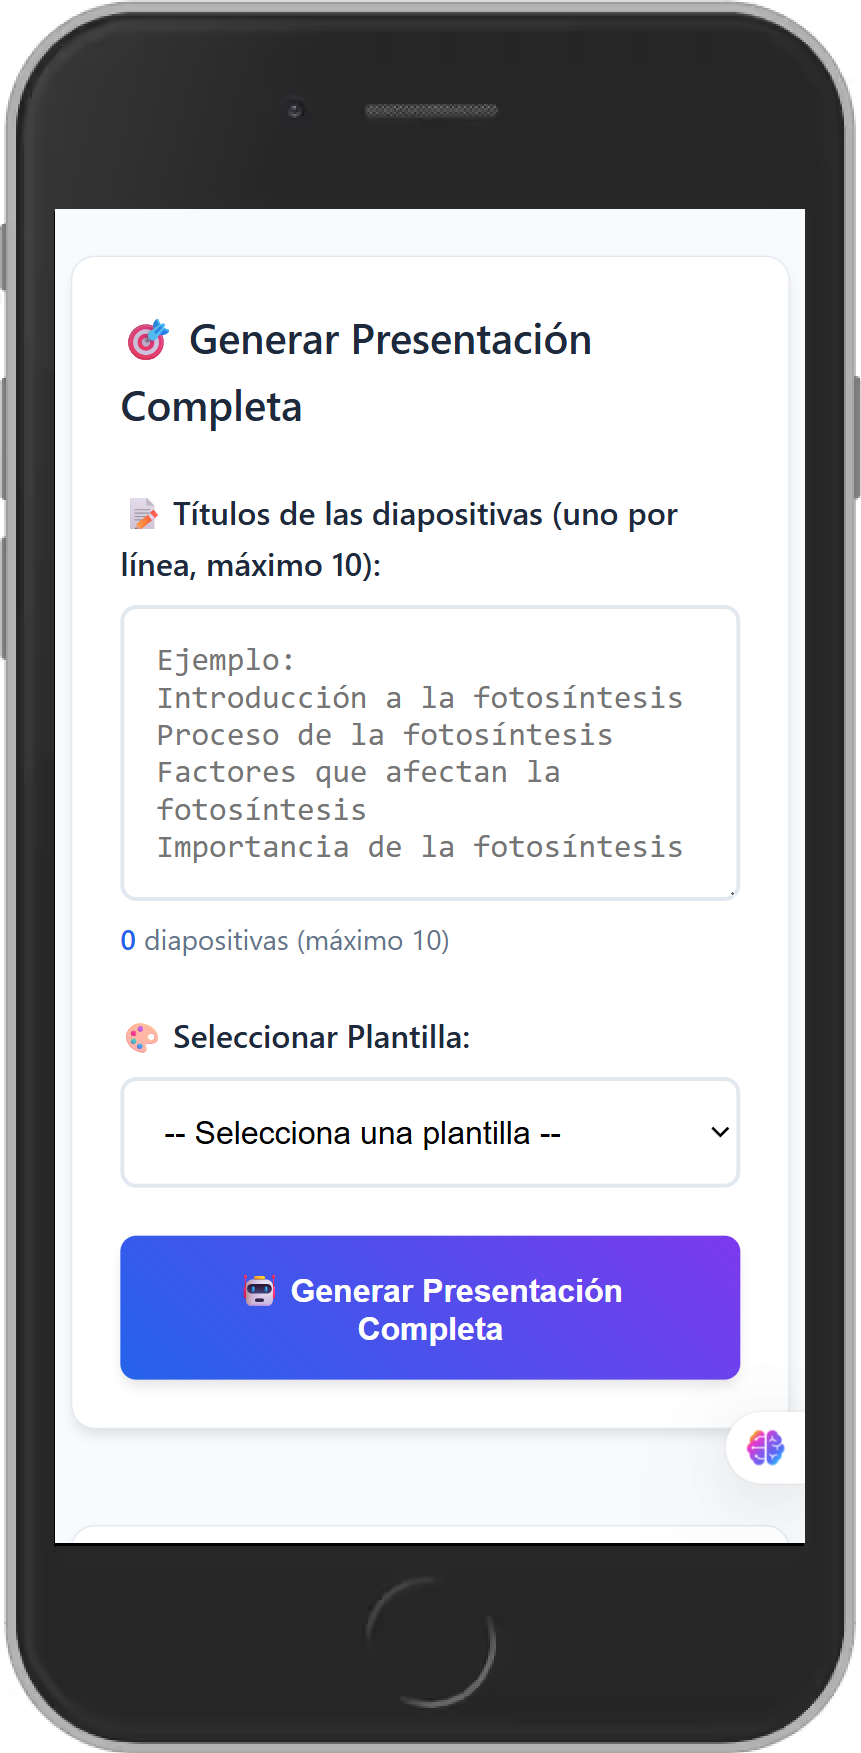 🎯 Generar Presentación
Completa
📝 Títulos de las diapositivas (uno por
línea, máximo 10):
Ejemplo:
Introducción a la fotosíntesis
Proceso de la fotosíntesis
Factores que afectan la
fotosíntesis
Importancia de la fotosíntesis
0 diapositivas (máximo 10)
🎨 Seleccionar Plantilla:
-- Selecciona una plantilla --
🤖 Generar Presentación
Completa